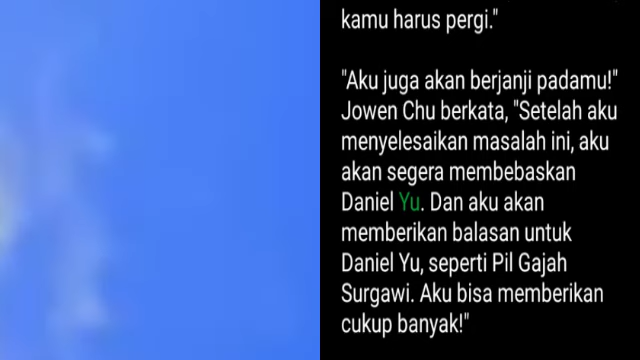 kamu harus pergi."
"Aku juga akan berjanji padamu!"
Jowen Chu berkata, "Setelah aku
menyelesaikan masalah ini, aku
akan segera membebaskan
Daniel Yu. Dan aku akan
memberikan balasan untuk
Daniel Yu, seperti Pil Gajah
Surgawi. Aku bisa memberikan
cukup banyak!"